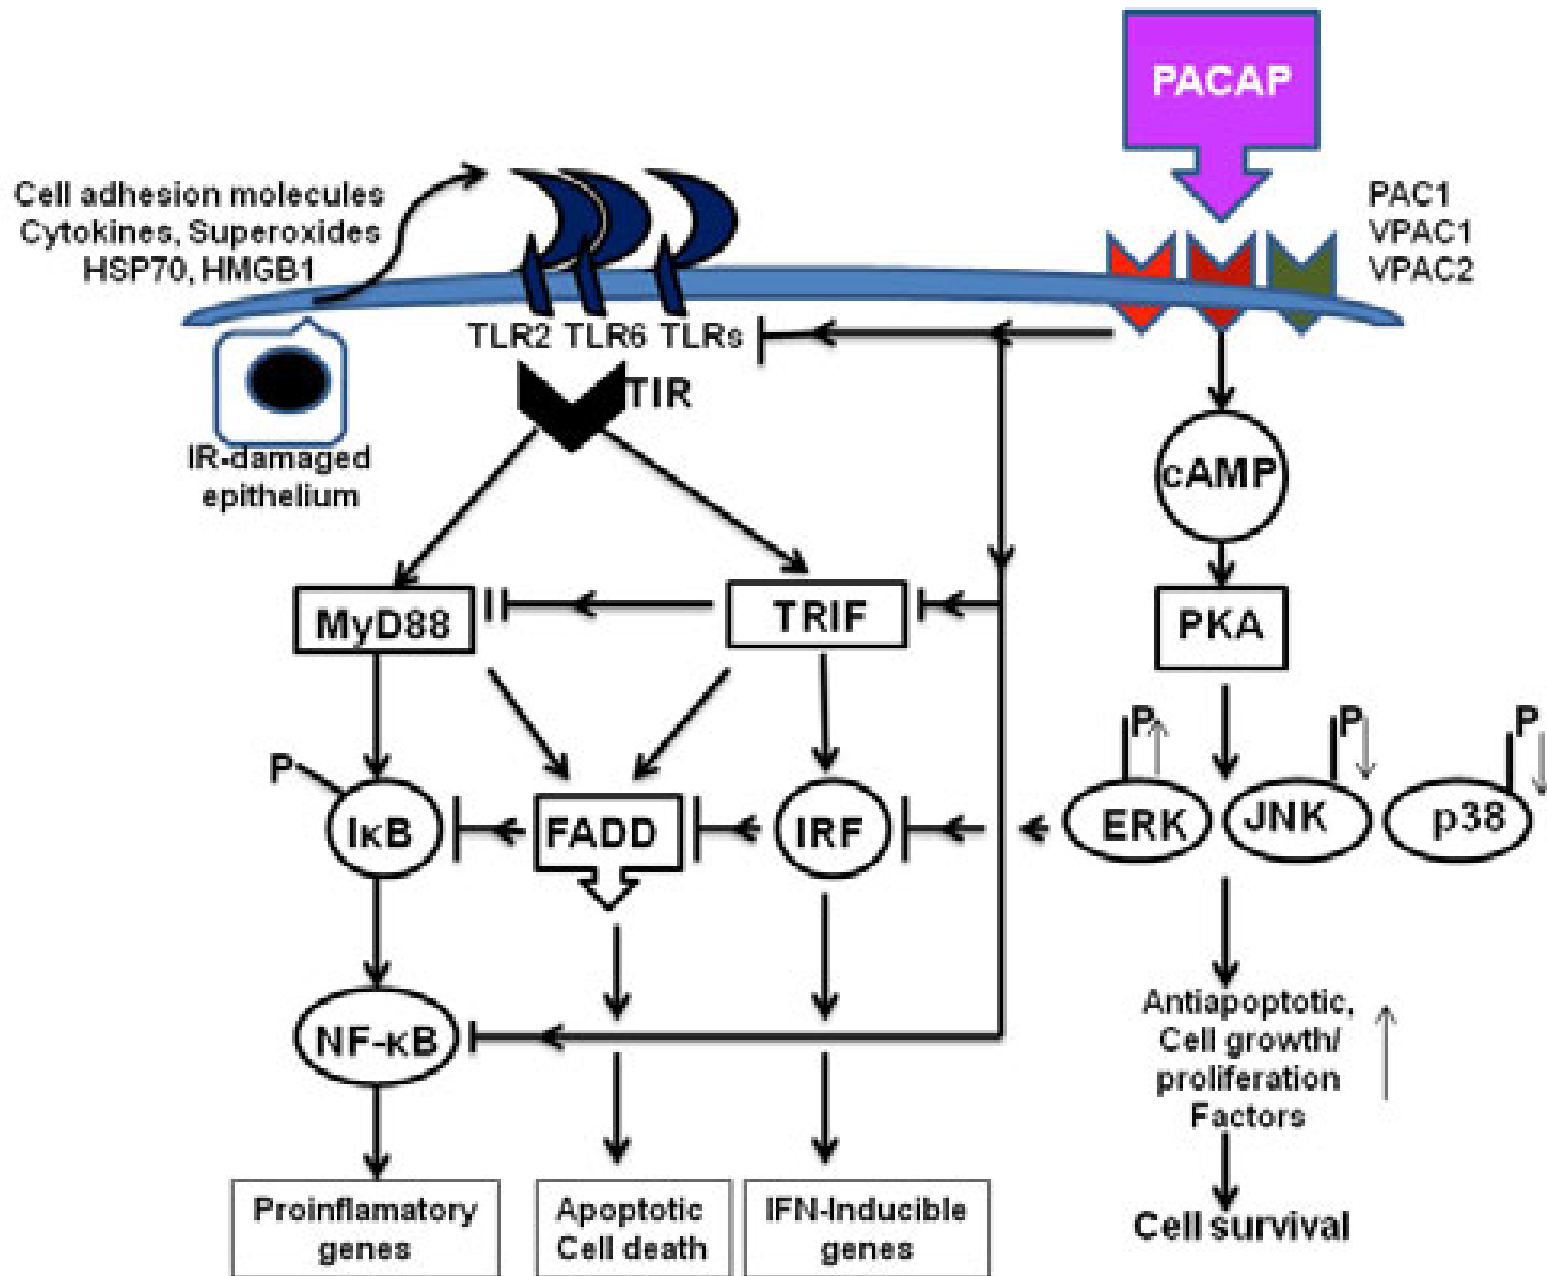 PACAP
Cell adhesion molecules
Cytokines, Superoxides
HSP70, HMGB1
PAC1
VPAC1
VPAC2
TLR2 TLR6 TLRs
TIR
IR-damaged
epithelium
cAMP
MyD88
TRIF
PKA
P
P
P
P
IκB
FADD
IRF
ERK
JNK
p38
NF-κB
Antiapoptotic,
Cell growth/
proliferation
Factors
Proinflamatory
genes
Apoptotic
Cell death
IFN-Inducible
genes
Cell survival